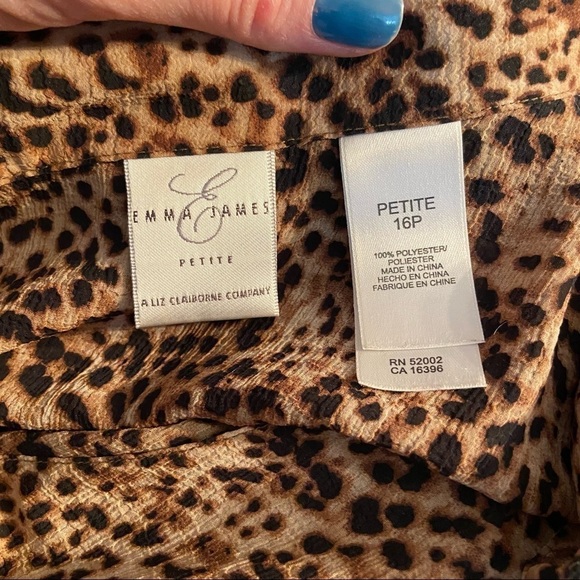 E
EMMA JAMES
PETITE
A LIZ CLAIBORNE COMPANY
PETITE
16P
100% POLYESTER/
POLIESTER
MADE IN CHINA
HECHO EN CHINA
FABRIQUE EN CHINE
RN 52002
CA 16396